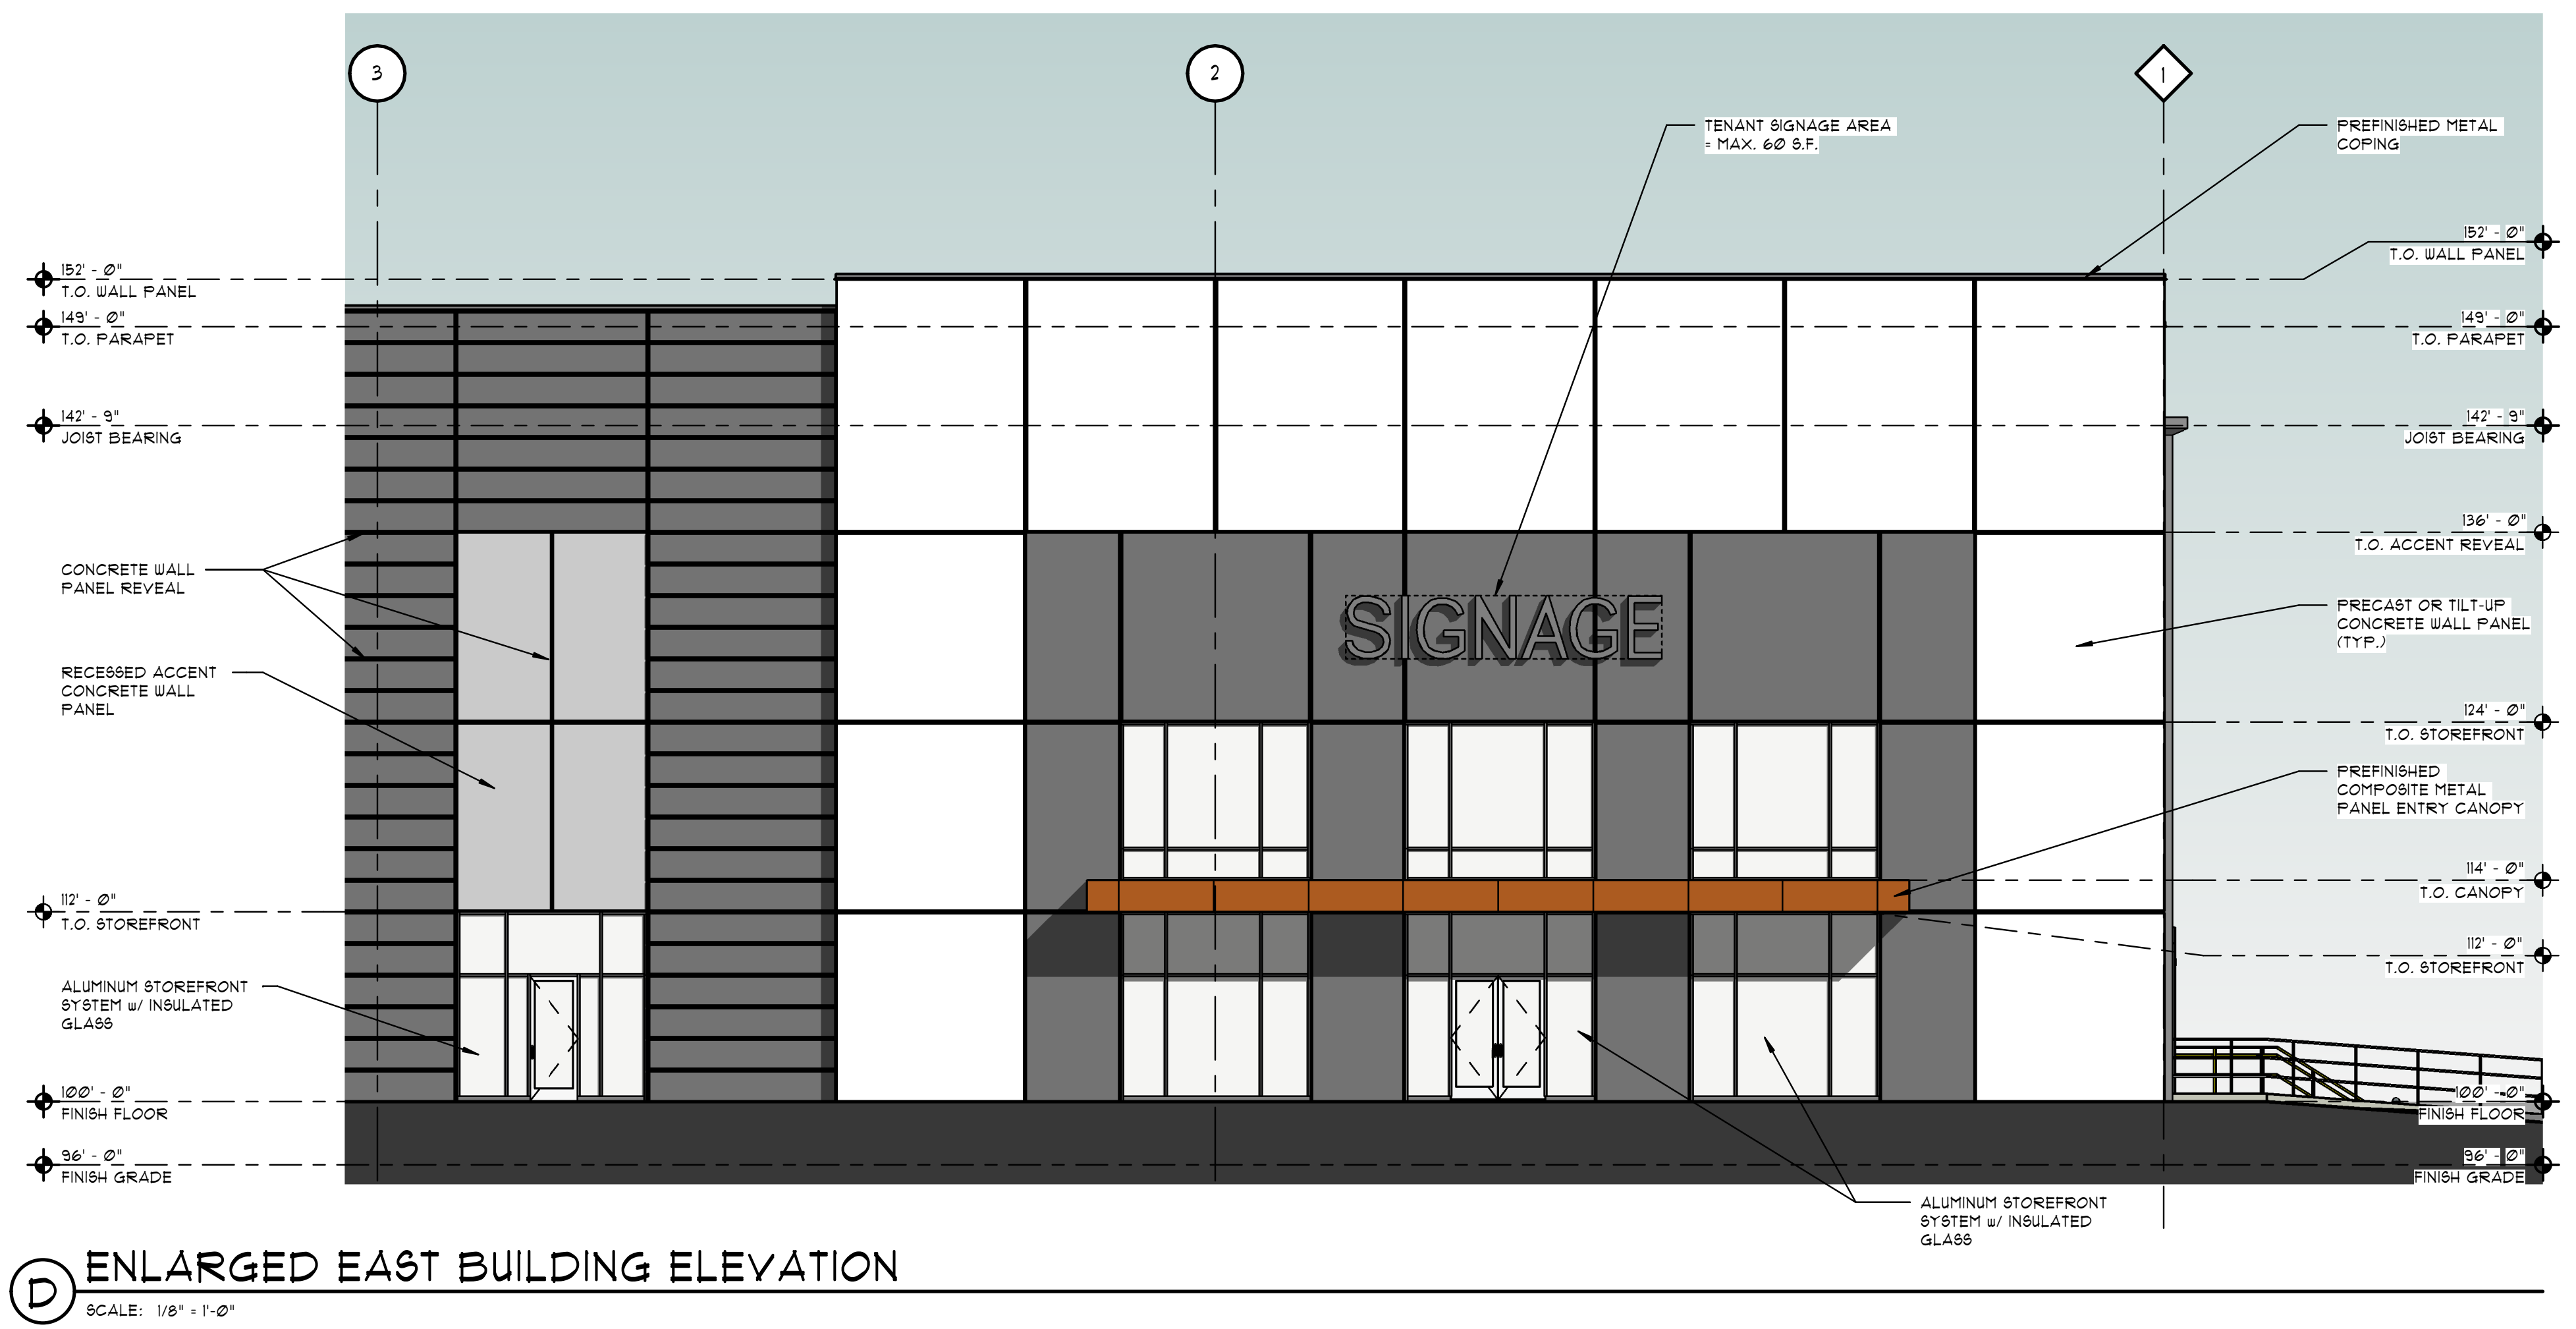 3
2
1
TENANT SIGNAGE AREA
= MAX. 60 S.F.
PREFINISHED METAL
COPING
152' - 0"
T.O. WALL PANEL
149' - 0"
T.O. PARAPET
142' - 9"
JOIST BEARING
CONCRETE WALL
PANEL REVEAL
RECESSED ACCENT
CONCRETE WALL
PANEL
112' - 0"
T.O. STOREFRONT
ALUMINUM STOREFRONT
SYSTEM w/ INSULATED
GLASS
100' - 0"
FINISH FLOOR
96' - 0"
FINISH GRADE
SIGNAGE
152' - 0"
T.O. WALL PANEL
149' - 0"
T.O. PARAPET
142' - 9"
JOIST BEARING
136' - 0"
T.O. ACCENT REVEAL
PRECAST OR TILT-UP
CONCRETE WALL PANEL
(TYP.)
124' - 0"
T.O. STOREFRONT
PREFINISHED
COMPOSITE METAL
PANEL ENTRY CANOPY
114' - 0"
T.O. CANOPY
112' - 0"
T.O. STOREFRONT
100' - 0"
FINISH FLOOR
96' - 0"
FINISH GRADE
ALUMINUM STOREFRONT
SYSTEM w/ INSULATED
GLASS
D
ENLARGED EAST BUILDING ELEVATION
SCALE: 1/8" = 1'-0"